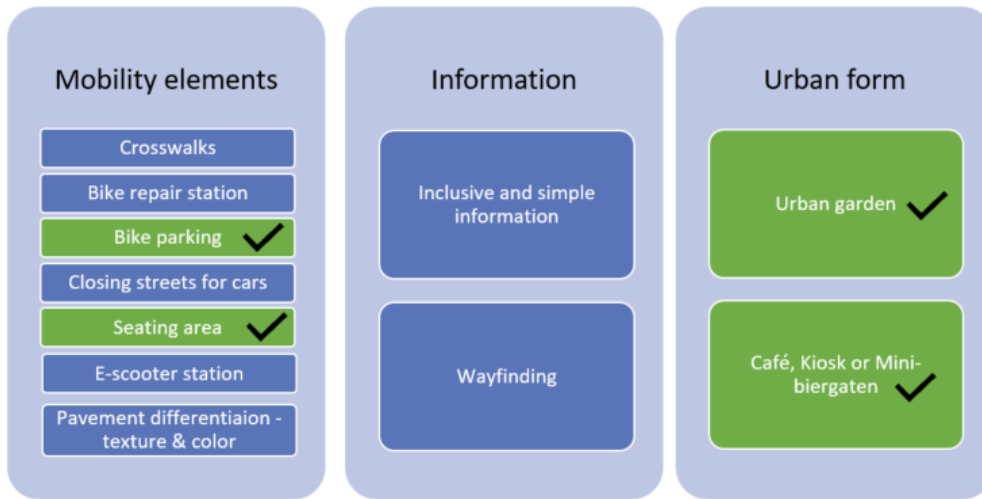 Mobility elements
Crosswalks
Bike repair station
Bike parking
Closing streets for cars
Seating area
E-scooter station
Pavement differentiaion -
texture & color
Information
Inclusive and simple
information
Wayfinding
Urban form
Urban garden
Café, Kiosk or Mini-
biergaten